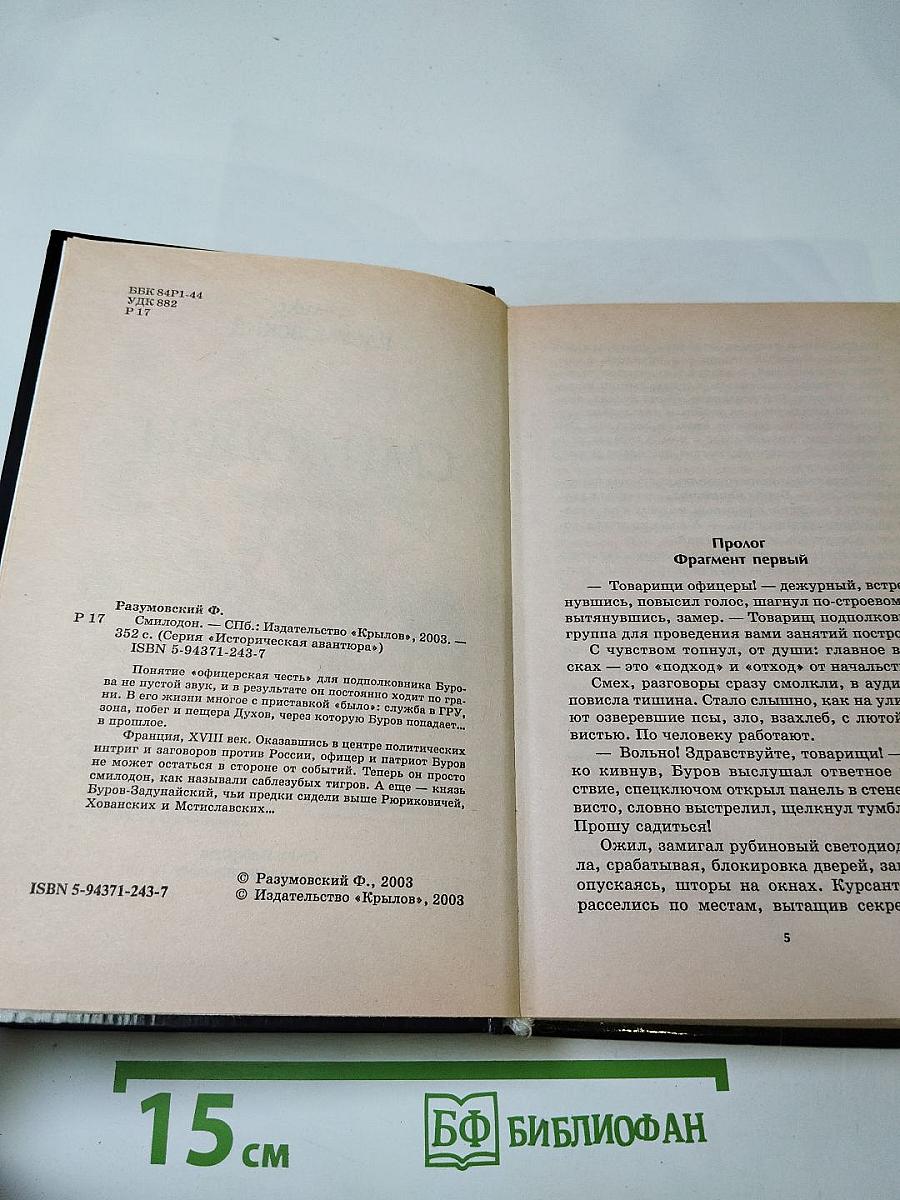 ББК 84Р1-44
УДК 882
Р 17
Разумовский Ф.
Р 17 Смилодон. — СПб.: Издательство «Крылов», 2003. —
352 с. (Серия «Историческая авантюра»)
ISBN 5-94371-243-7
Понятие «офицерская честь» для подполковника Буро-
ва не пустой звук, и в результате он постоянно ходит по гра-
ни. В его жизни многое с приставкой «было»: служба в ГРУ,
зона, побег и пещера Духов, через которую Буров попадает...
в прошлое.
Франция, XVIII век. Оказавшись в центре политических
интриг и заговоров против России, офицер и патриот Буров
не может остаться в стороне от событий. Теперь он просто
смилодон, как называли саблезубых тигров. А еще — князь
Буров-Задунайский, чьи предки сидели выше Рюриковичей,
Хованских и Мстиславских...
ISBN 5-94371-243-7
© Разумовский Ф., 2003
© Издательство «Крылов», 2003
Пролог
Фрагмент первый
— Товарищи офицеры! — дежурный, встре
нувшись, повысил голос, шагнул по-строевом
вытянувшись, замер. — Товарищ подполков
группа для проведения вами занятий постро
С чувством топнул, от души: главное в
сках — это «подход» и «отход» от начальст
Смех, разговоры сразу смолкли, в ауди
повисла тишина. Стало слышно, как на ули
ют озверевшие псы, зло, взахлеб, с лютой
вистью. По человеку работают.
— Вольно! Здравствуйте, товарищи! —
ко кивнув, Буров выслушал ответное
ствие, спецключом открыл панель в стене
висто, словно выстрелил, щелкнул тумбл
Прошу садиться!
Ожил, замигал рубиновый светодиод
ла, срабатывая, блокировка дверей, за
опускаясь, шторы на окнах. Курсант
расселись по местам, вытащив секре
5
15 см
БФ БИБЛИОФАН